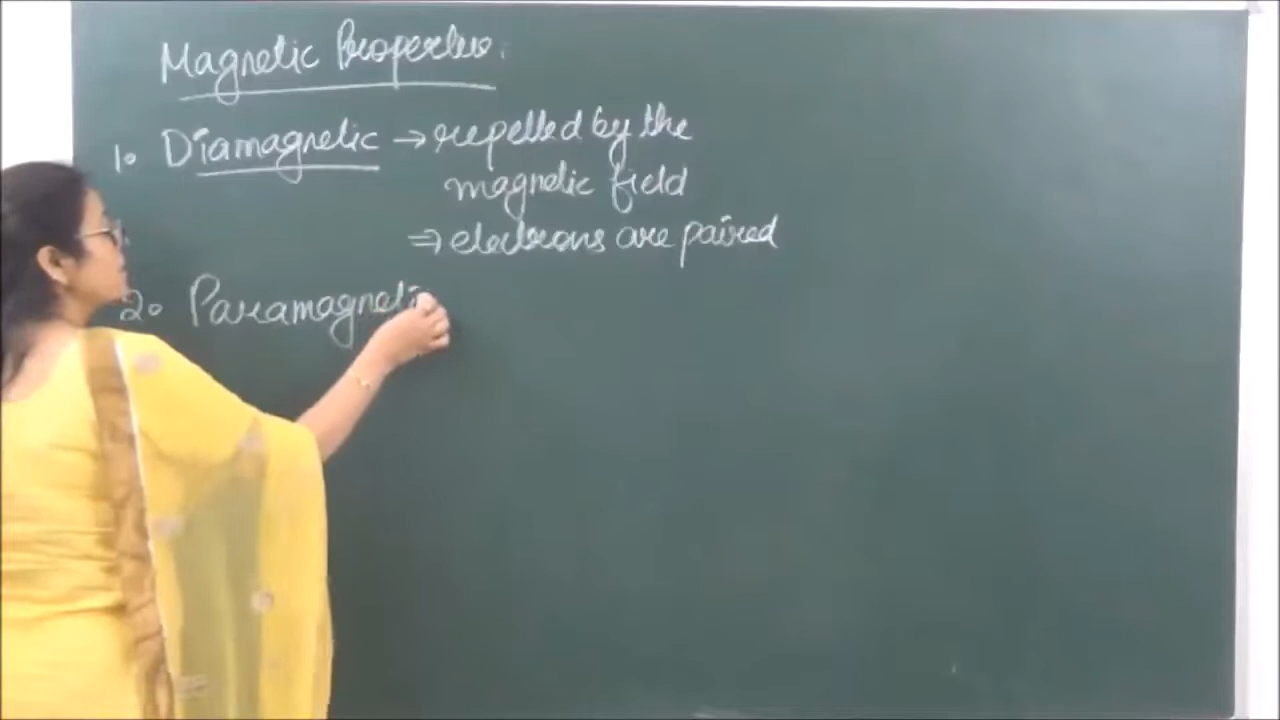 Magnetic Properties.
1. Diamagnetic → repelled by the
magnetic field
⇒ electrons are paired
2. Paramagneti